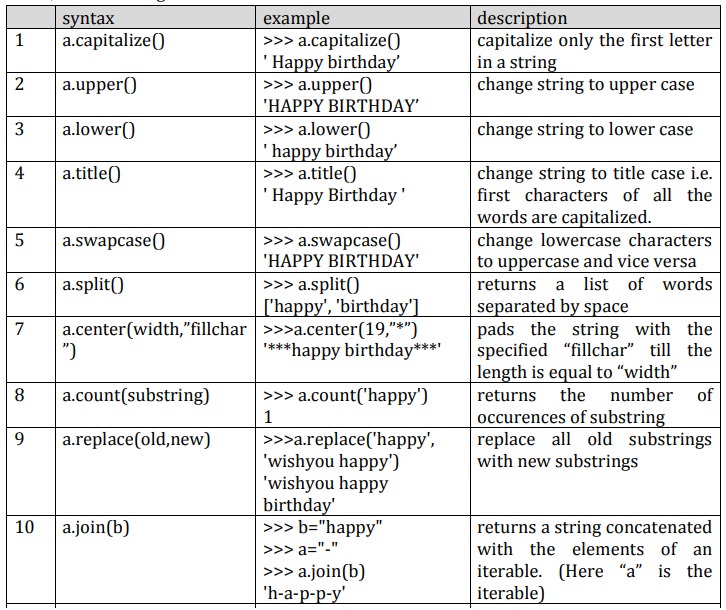 syntax example description
1 a.capitalize() >>> a.capitalize() capitalize only the first letter
' Happy birthday’ in a string
2 a.upper() >>> a.upper() change string to upper case
'HAPPY BIRTHDAY’
3 a.lower() >>> a.lower() change string to lower case
' happy birthday’
4 a.title() >>> a.title() change string to title case i.e.
' Happy Birthday ' first characters of all the
words are capitalized.
5 a.swapcase() >>> a.swapcase() change lowercase characters
'HAPPY BIRTHDAY' to uppercase and vice versa
6 a.split() >>> a.split() returns a list of words
['happy', 'birthday'] separated by space
7 a.center(width,”fillchar >>>a.center(19,”*”) pads the string with the
”) '***happy birthday***' specified “fillchar” till the
length is equal to “width”
8 a.count(substring) >>> a.count('happy') returns the number of
1 occurences of substring
9 a.replace(old,new) >>>a.replace('happy', replace all old substrings
'wishyou happy') with new substrings
'wishyou happy
birthday'
10 a.join(b) >>> b="happy" returns a string concatenated
>>> a="-" with the elements of an
>>> a.join(b) iterable. (Here “a” is the
'h-a-p-p-y' iterable)